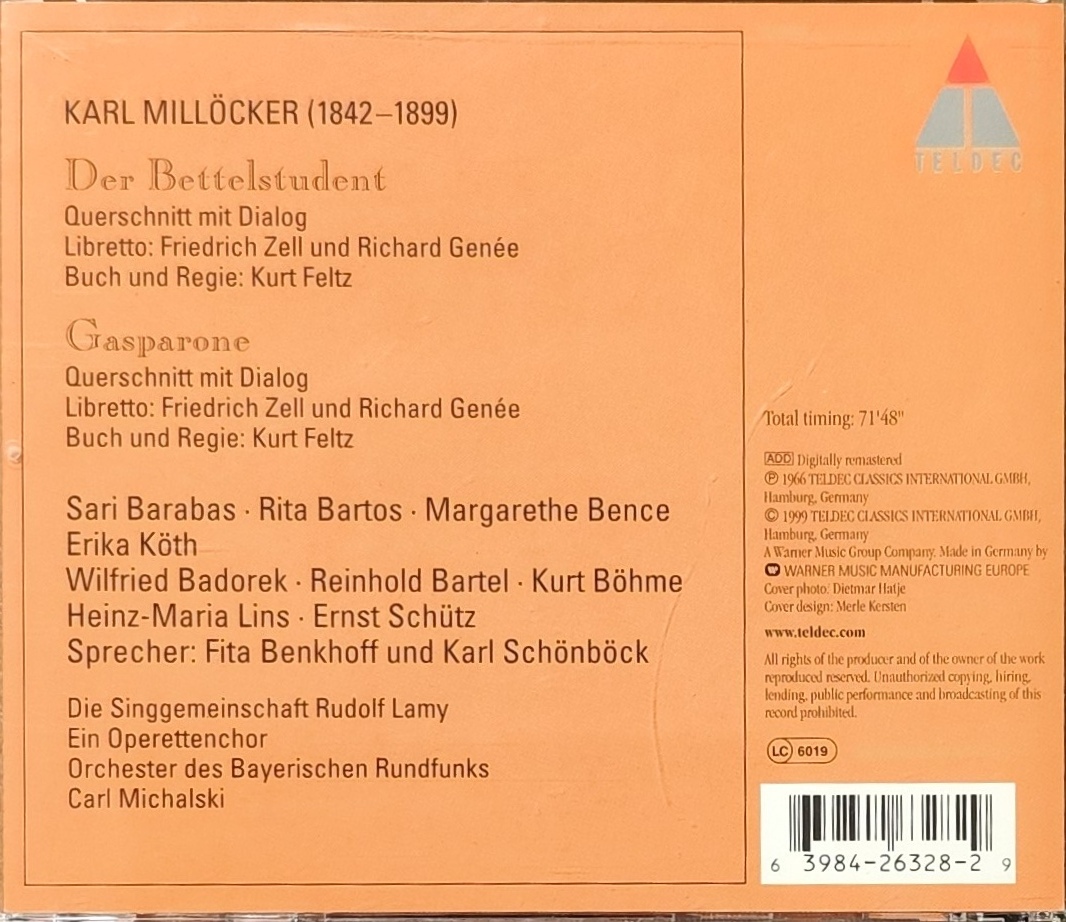 KARL MILLÖCKER (1842–1899)
Der Bettelstudent
Querschnitt mit Dialog
Libretto: Friedrich Zell und Richard Genée
Buch und Regie: Kurt Feltz
Gasparone
Querschnitt mit Dialog
Libretto: Friedrich Zell und Richard Genée
Buch und Regie: Kurt Feltz
Sari Barabas · Rita Bartos · Margarethe Bence
Erika Köth
Wilfried Badorek · Reinhold Bartel · Kurt Böhme
Heinz-Maria Lins · Ernst Schütz
Sprecher: Fita Benkhoff und Karl Schönböck
Die Singgemeinschaft Rudolf Lamy
Ein Operettenchor
Orchester des Bayerischen Rundfunks
Carl Michalski
TELDEC
Total timing: 71'48"
ADD Digitally remastered
℗ 1966 TELDEC CLASSICS INTERNATIONAL GMBH,
Hamburg, Germany
© 1999 TELDEC CLASSICS INTERNATIONAL GMBH,
Hamburg, Germany
A Warner Music Group Company. Made in Germany by
WARNER MUSIC MANUFACTURING EUROPE
Cover photo: Dietmar Hatje
Cover design: Merle Kersten
www.teldec.com
All rights of the producer and of the owner of the work
reproduced reserved. Unauthorized copying, hiring,
lending, public performance and broadcasting of this
record prohibited.
LC 6019
6 3984-26328-2 9